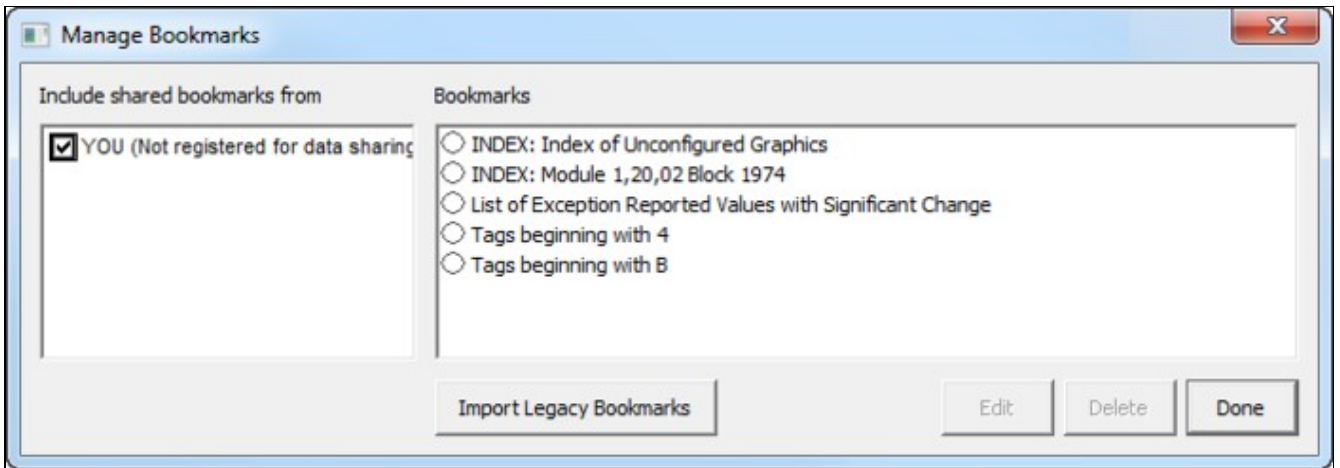 Manage Bookmarks
Include shared bookmarks from
Bookmarks
YOU (Not registered for data sharing
INDEX: Index of Unconfigured Graphics
INDEX: Module 1,20,02 Block 1974
List of Exception Reported Values with Significant Change
Tags beginning with 4
Tags beginning with B
Import Legacy Bookmarks
Edit
Delete
Done